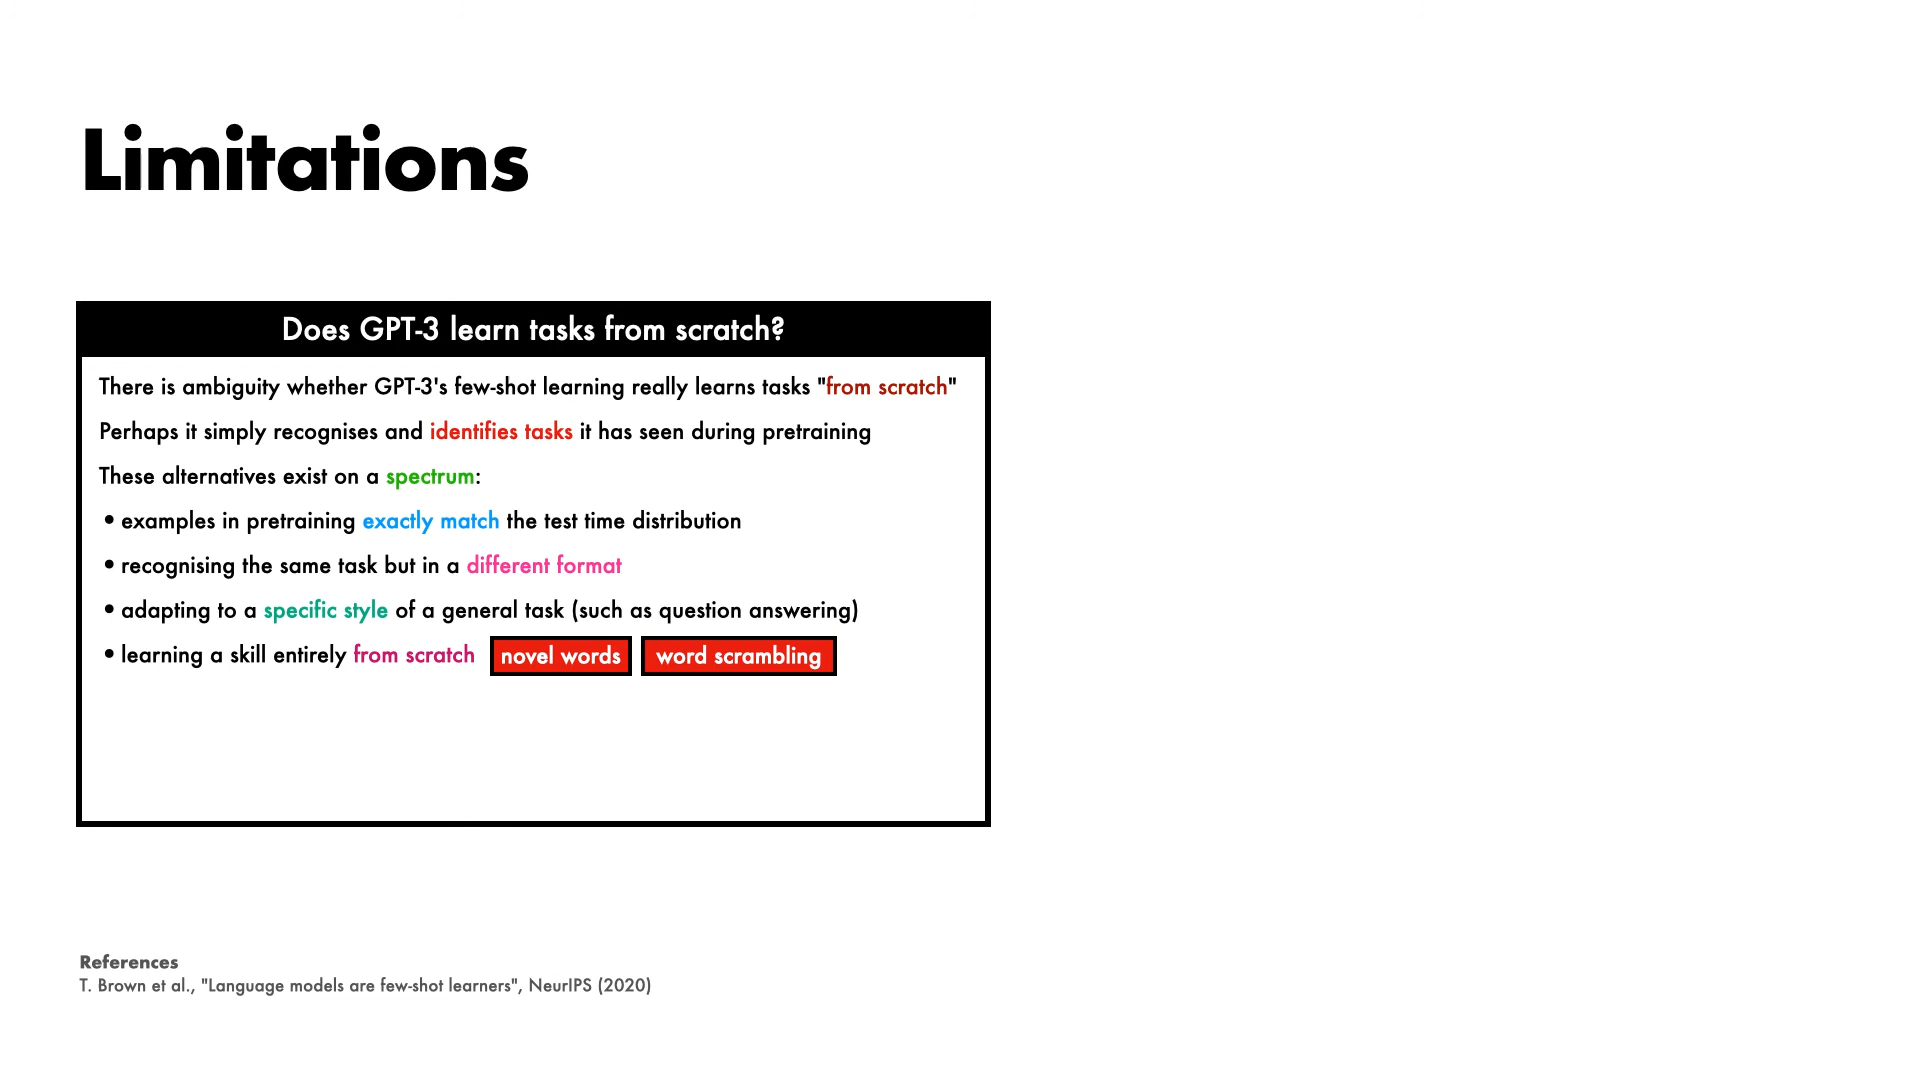 Limitations
Does GPT-3 learn tasks from scratch?
There is ambiguity whether GPT-3's few-shot learning really learns tasks "from scratch"
Perhaps it simply recognises and identifies tasks it has seen during pretraining
These alternatives exist on a spectrum:
• examples in pretraining exactly match the test time distribution
• recognising the same task but in a different format
• adapting to a specific style of a general task (such as question answering)
• learning a skill entirely from scratch novel words word scrambling
References
T. Brown et al., "Language models are few-shot learners", NeurIPS (2020)